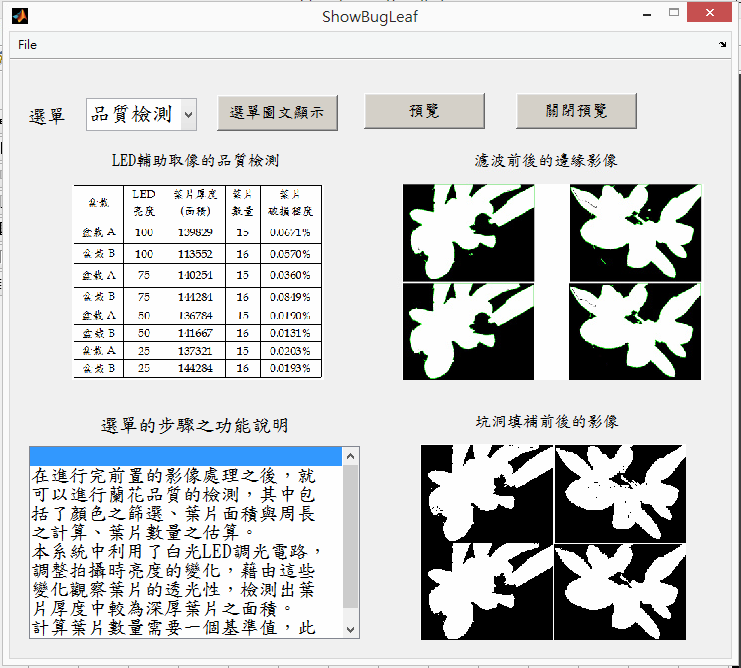 ShowBugLeaf
File
選單 品質檢測 選單圖文顯示 預覽 關閉預覽
LED輔助取像的品質檢測
濾波前後的邊緣影像
盆栽 LED亮度 葉片厚度(面積) 葉片數量 葉片破損程度
盆栽 A 100 139829 15 0.0671%
盆栽 B 100 113552 16 0.0570%
盆栽 A 75 140254 15 0.0360%
盆栽 B 75 144284 16 0.0849%
盆栽 A 50 136784 15 0.0190%
盆栽 B 50 141667 16 0.0131%
盆栽 A 25 137321 15 0.0203%
盆栽 B 25 144284 16 0.0193%
選單的步驟之功能說明
坑洞填補前後的影像
在進行完前置的影像處理之後，就
可以進行蘭花品質的檢測，其中包
括了顏色之篩選、葉片面積與周長
之計算、葉片數量之估算。
本系統中利用了白光LED調光電路，
調整拍攝時亮度的變化，藉由這些
變化觀察葉片的透光性，檢測出葉
片厚度中較為深厚葉片之面積。
計算葉片數量需要一個基準值，此